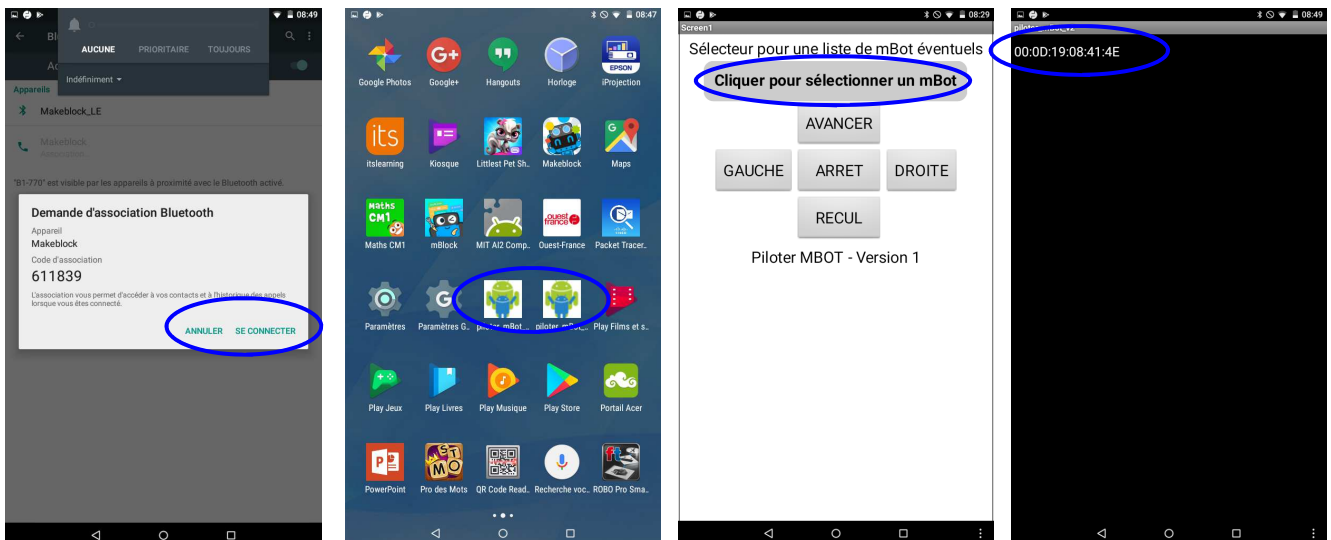 08:49
Bl
AUCUNE PRIORITAIRE TOUJOURS
Ac
Indéfiniment
Appareils
Makeblock_LE
Makeblock
Association...
"B1-770" est visible par les appareils à proximité avec le Bluetooth activé.
Demande d'association Bluetooth
Appareil
Makeblock
Code d'association
611839
L'association vous permet d'accéder à vos contacts et à l'historique des appels
lorsque vous êtes connecté.
ANNULER SE CONNECTER
08:47
Google Photos Google+ Hangouts Horloge iProjection
EPSON
its
itslearning Kiosque Littlest Pet Sh.. Makeblock Maps
Maths
CM1
ouest
france
Maths CM1 mBlock MIT AI2 Comp.. Ouest-France Packet Tracer..
Paramètres Paramètres G.. piloter_mBot_.. piloter_mBot_.. Play Films et s..
Play Jeux Play Livres Play Musique Play Store Portail Acer
PowerPoint Pro des Mots QR Code Read.. Recherche voc.. ROBO Pro Sma..
08:29
Screen1
Sélecteur pour une liste de mBot éventuels
Cliquer pour sélectionner un mBot
AVANCER
GAUCHE ARRET DROITE
RECUL
Piloter MBOT - Version 1
08:49
piloter_mBot_v2
00:0D:19:08:41:4E